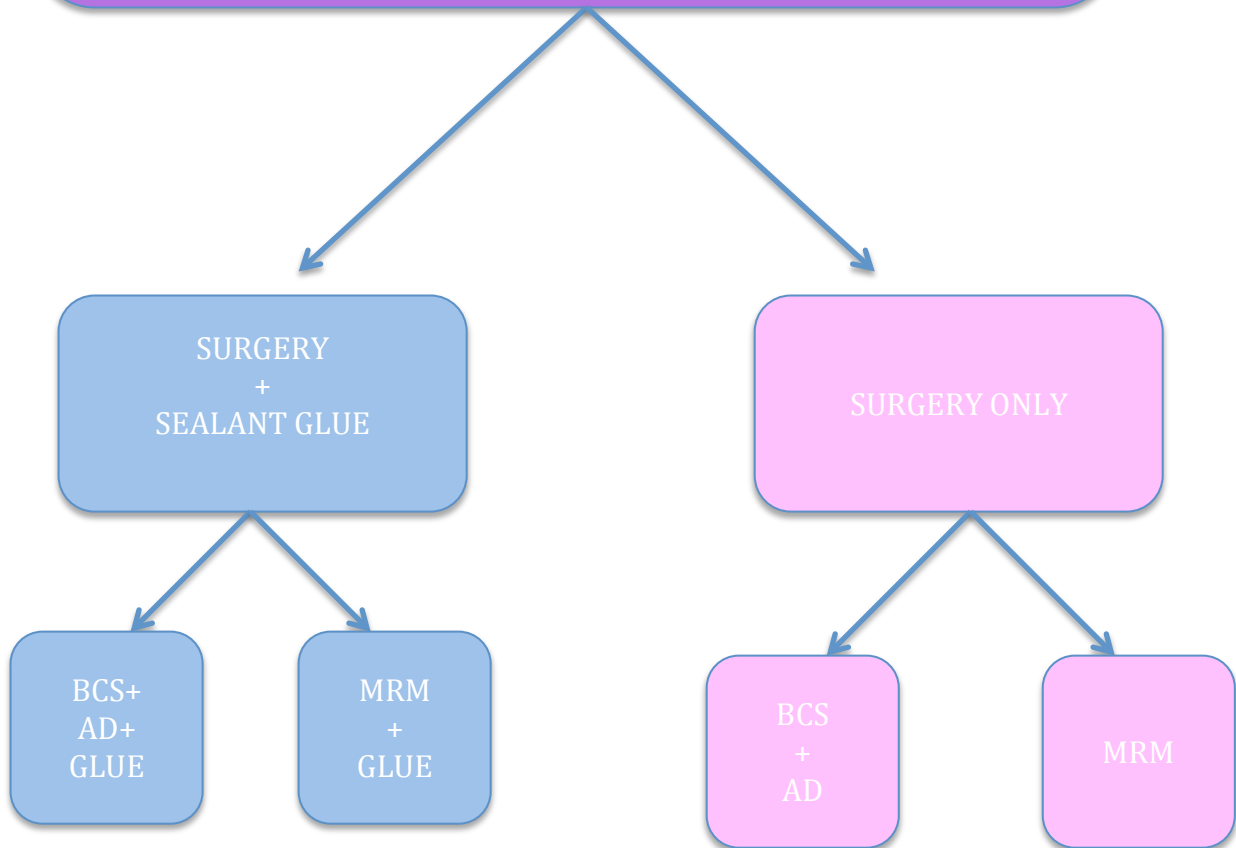 SURGERY
+
SEALANT GLUE
SURGERY ONLY
BCS+
AD+
GLUE
MRM
+
GLUE
BCS
+
AD
MRM